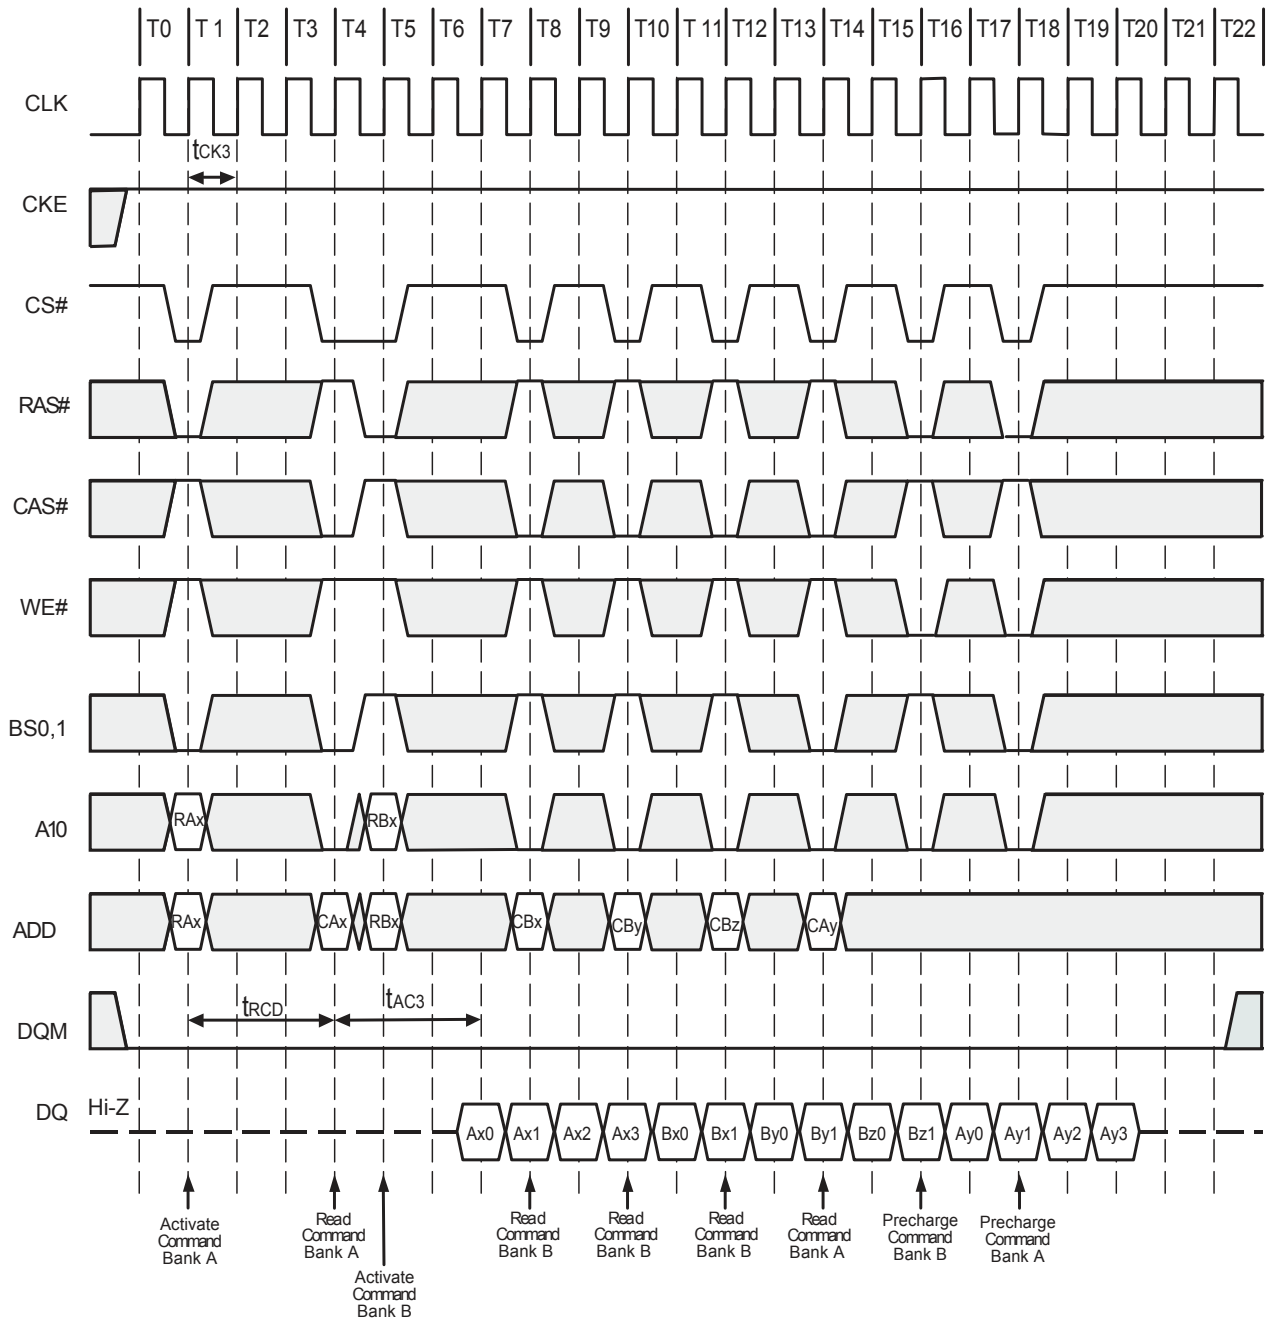 T0 T 1 T2 T3 T4 T5 T6 T7 T8 T9 T10 T 11 T12 T13 T14 T15 T16 T17 T18 T19 T20 T21 T22
CLK
tCK3
CKE
CS#
RAS#
CAS#
WE#
BS0,1
A10 RAx RBx
ADD RAx CAx RBx CBx CBy CBz CAy
tRCD tAC3
DQM
DQ Hi-Z Ax0 Ax1 Ax2 Ax3 Bx0 Bx1 By0 By1 Bz0 Bz1 Ay0 Ay1 Ay2 Ay3
Activate
Command
Bank A
Read
Command
Bank A
Activate
Command
Bank B
Read
Command
Bank B
Read
Command
Bank B
Read
Command
Bank B
Read
Command
Bank A
Precharge
Command
Bank B
Precharge
Command
Bank A